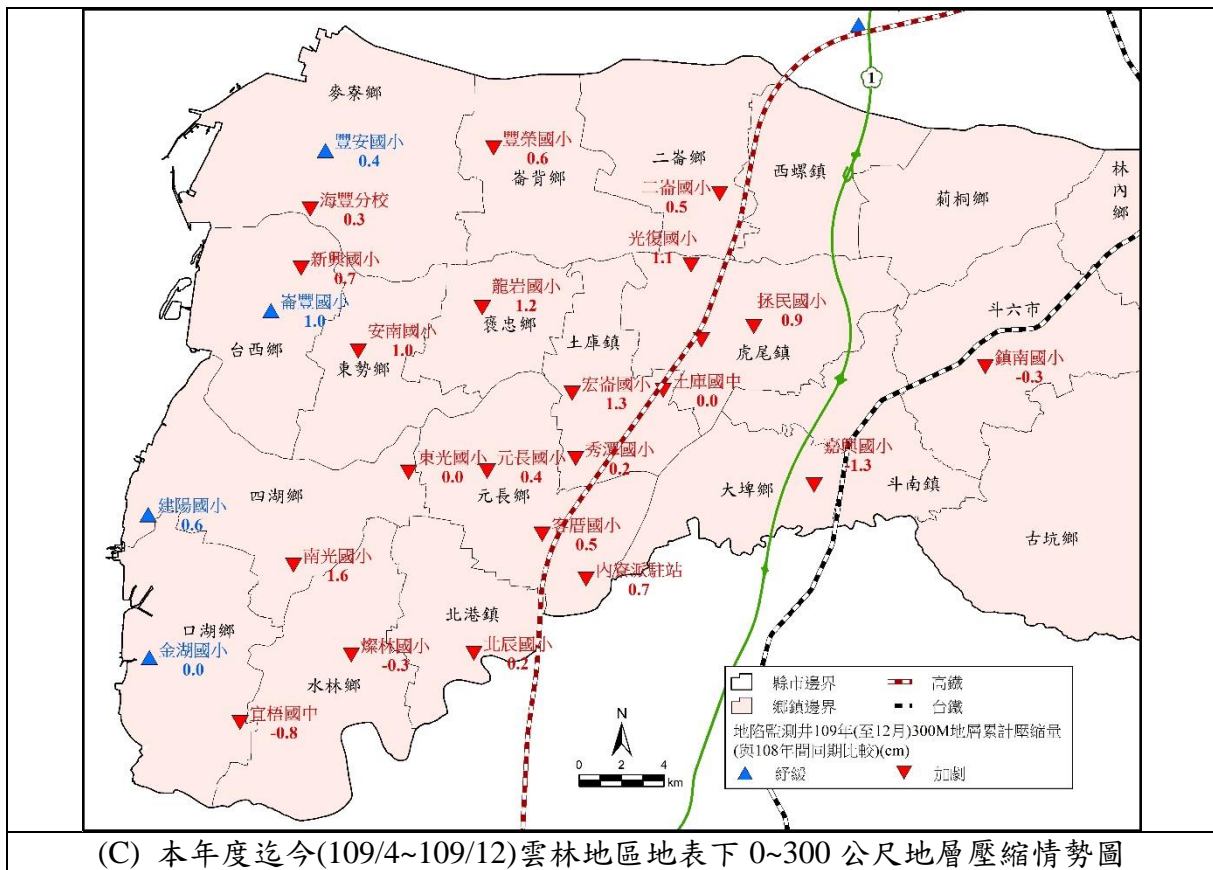 1
麥寮鄉
豐安國小
0.4
豐榮國小
0.6
崙背鄉
二崙鄉
西螺鎮
林內鄉
莿桐鄉
二崙國小
0.5
海豐分校
0.3
光復國小
1.1
新興國小
0.7
龍岩國小
1.2
褒忠鄉
崙豐國小
1.0
拯民國小
0.9
斗六市
安南國小
1.0
台西鄉
東勢鄉
土庫鎮
虎尾鎮
鎮南國小
-0.3
宏崙國小
1.3
土庫國中
0.0
嘉興國小
-1.3
東光國小
0.0
元長國小
0.4
秀潭國小
0.2
四湖鄉
元長鄉
大埤鄉
斗南鎮
建陽國小
0.6
客厝國小
0.5
古坑鄉
南光國小
1.6
內寮派駐站
0.7
北港鎮
口湖鄉
金湖國小
0.0
燦林國小
-0.3
北辰國小
0.2
水林鄉
宜梧國中
-0.8
N
0 2 4
km
縣市邊界 高鐵
鄉鎮邊界 台鐵
地陷監測井109年(至12月)300M地層累計壓縮量
(與108年間同期比較)(cm)
紓緩 加劇
(C) 本年度迄今(109/4~109/12)雲林地區地表下 0~300 公尺地層壓縮情勢圖